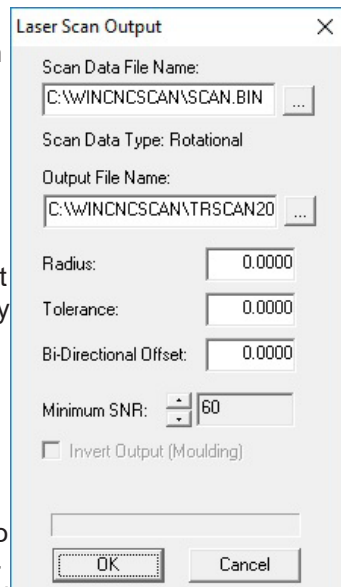 Laser Scan Output
Scan Data File Name:
C:\WINCNCSCAN\SCAN.BIN ...
Scan Data Type: Rotational
Output File Name:
C:\WINCNCSCAN\TRSCAN20 ...
Radius: 0.0000
Tolerance: 0.0000
Bi-Directional Offset: 0.0000
Minimum SNR: 60
Invert Output (Moulding)
OK Cancel